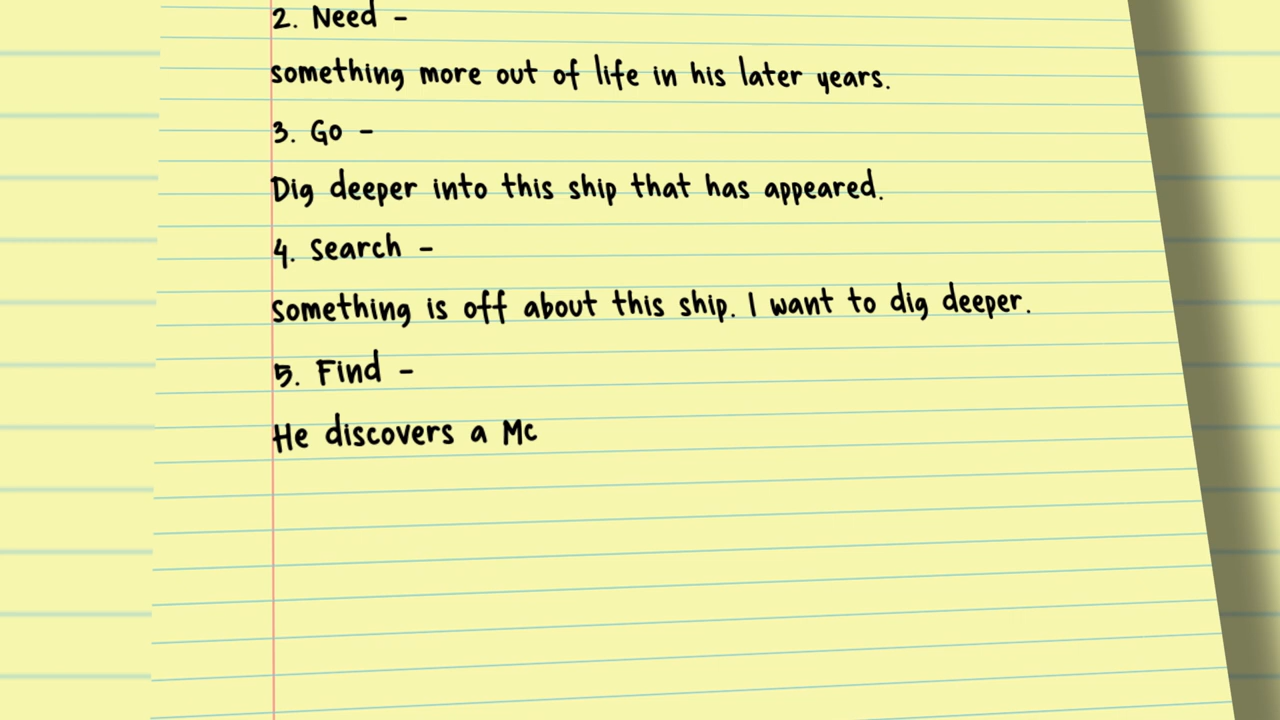 2. Need -
something more out of life in his later years.
3. Go -
Dig deeper into this ship that has appeared.
4. Search -
Something is off about this ship. I want to dig deeper.
5. Find -
He discovers a Mc